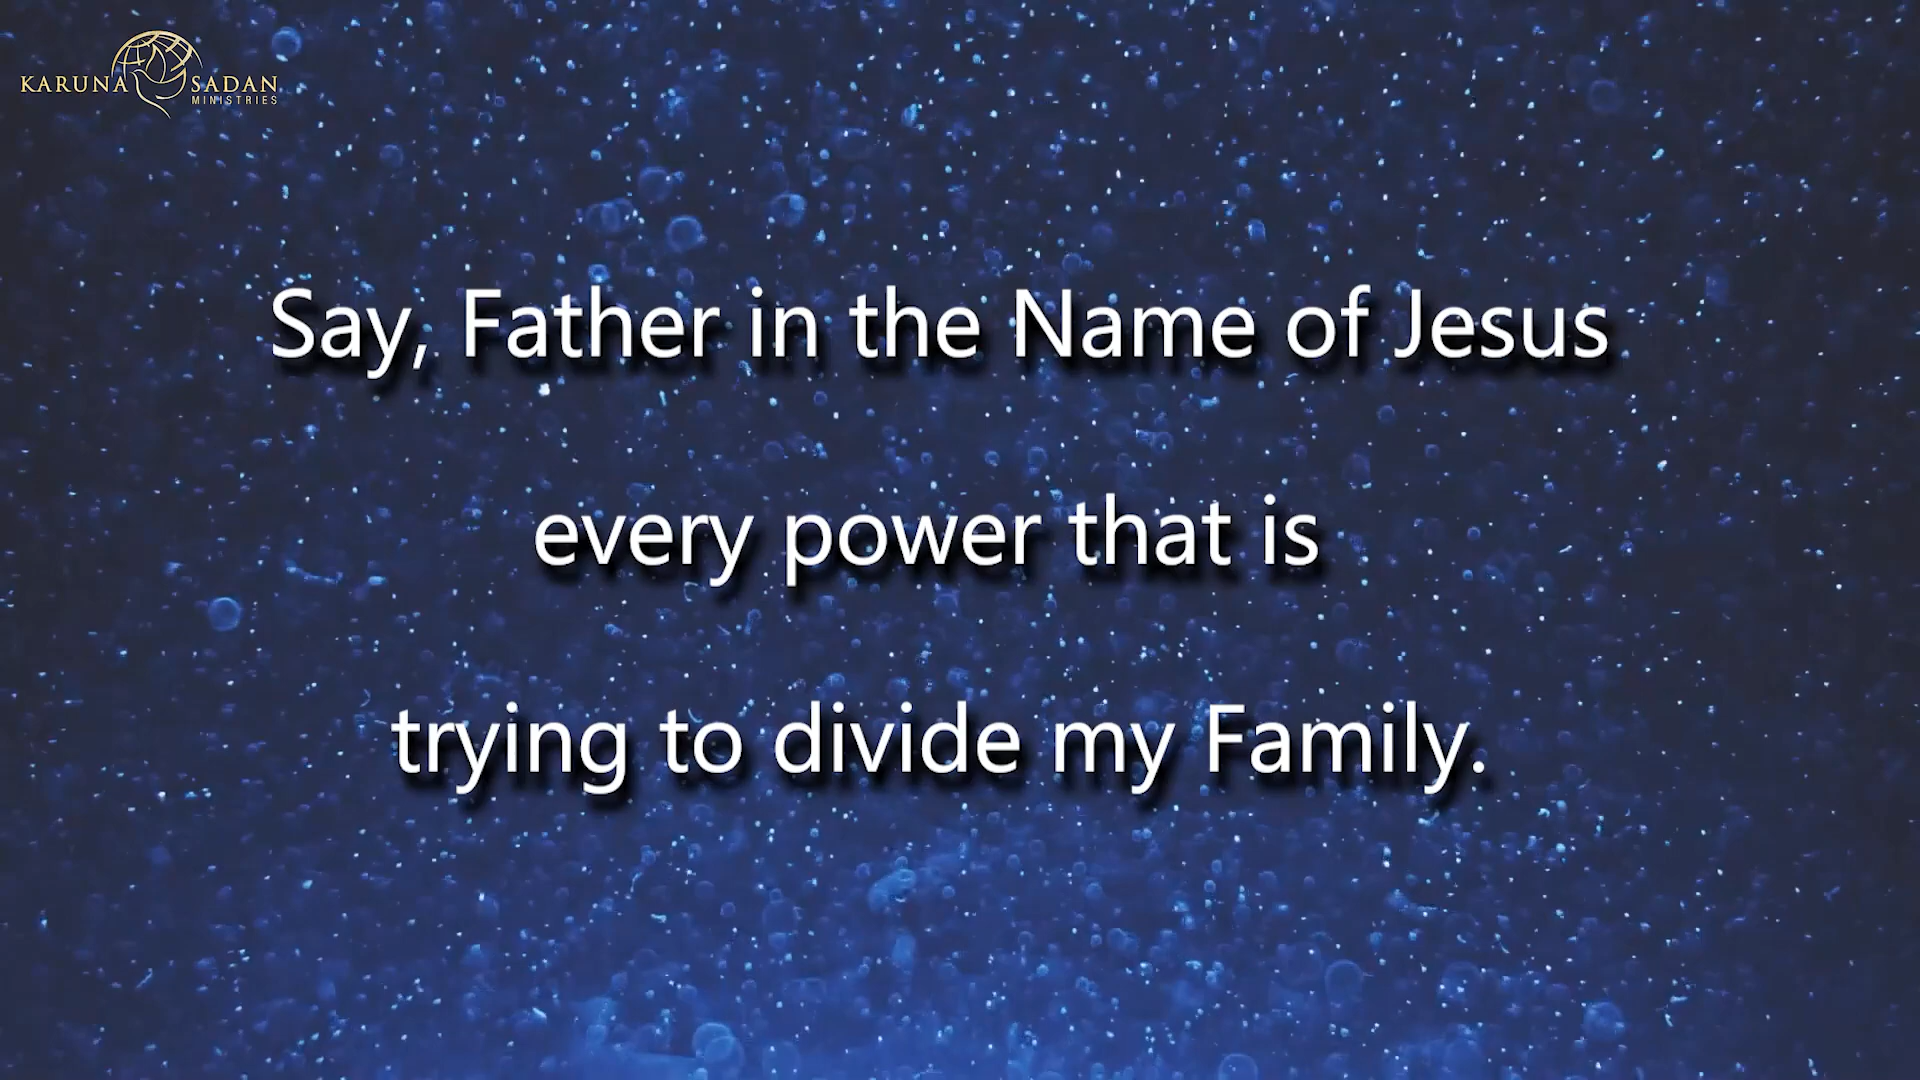 KARUNA SADAN
MINISTRIES
Say, Father in the Name of Jesus
every power that is
trying to divide my Family.